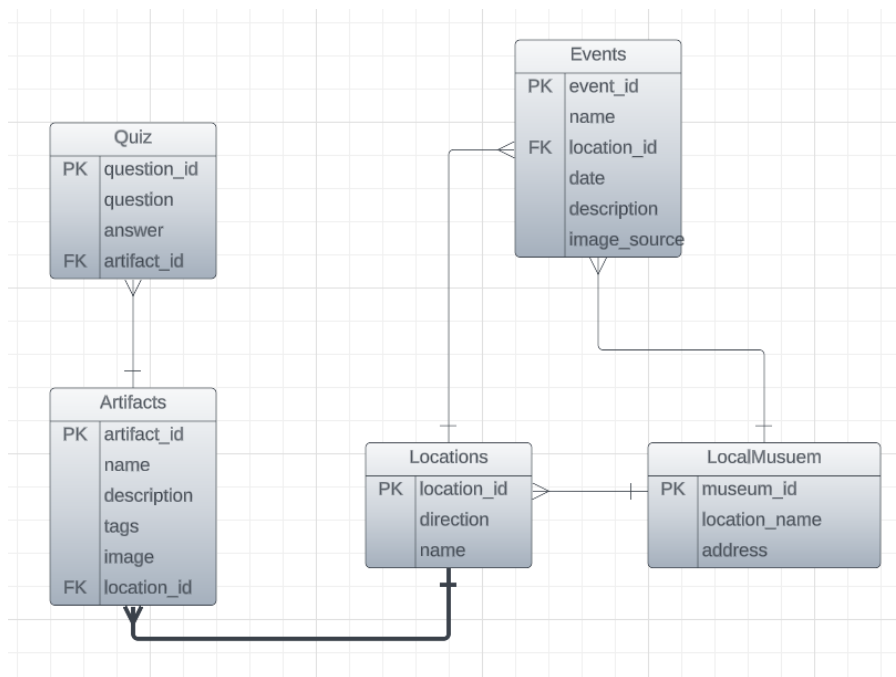 Events
PK event_id
name
FK location_id
date
description
image_source
Quiz
PK question_id
question
answer
FK artifact_id
Artifacts
PK artifact_id
name
description
tags
image
FK location_id
Locations
PK location_id
direction
name
LocalMusuem
PK museum_id
location_name
address